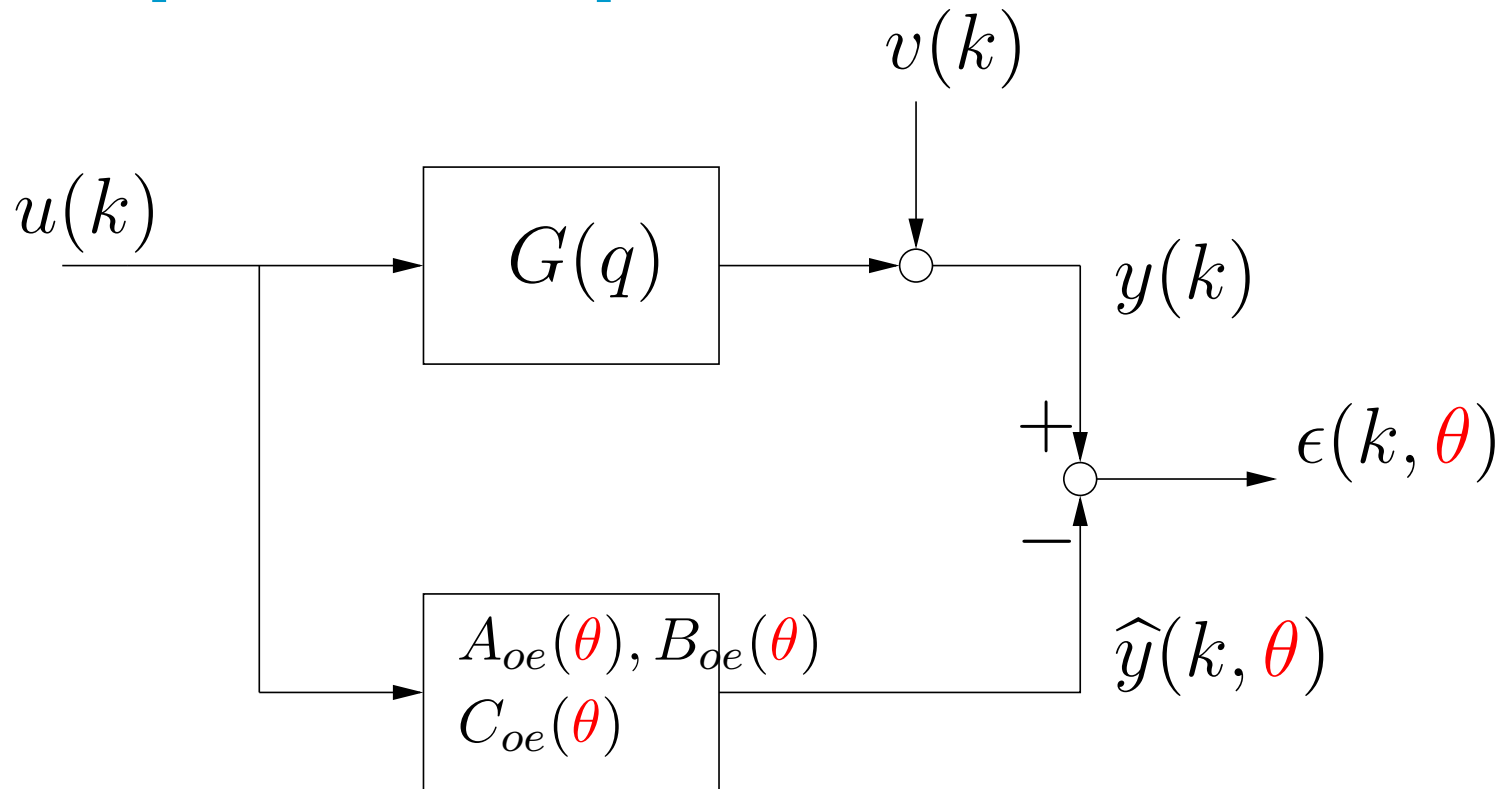 v(k)
u(k)
G(q)
y(k)
+
ϵ(k, θ)
−
A_{oe}(θ), B_{oe}(θ)
C_{oe}(θ)
ŷ(k, θ)